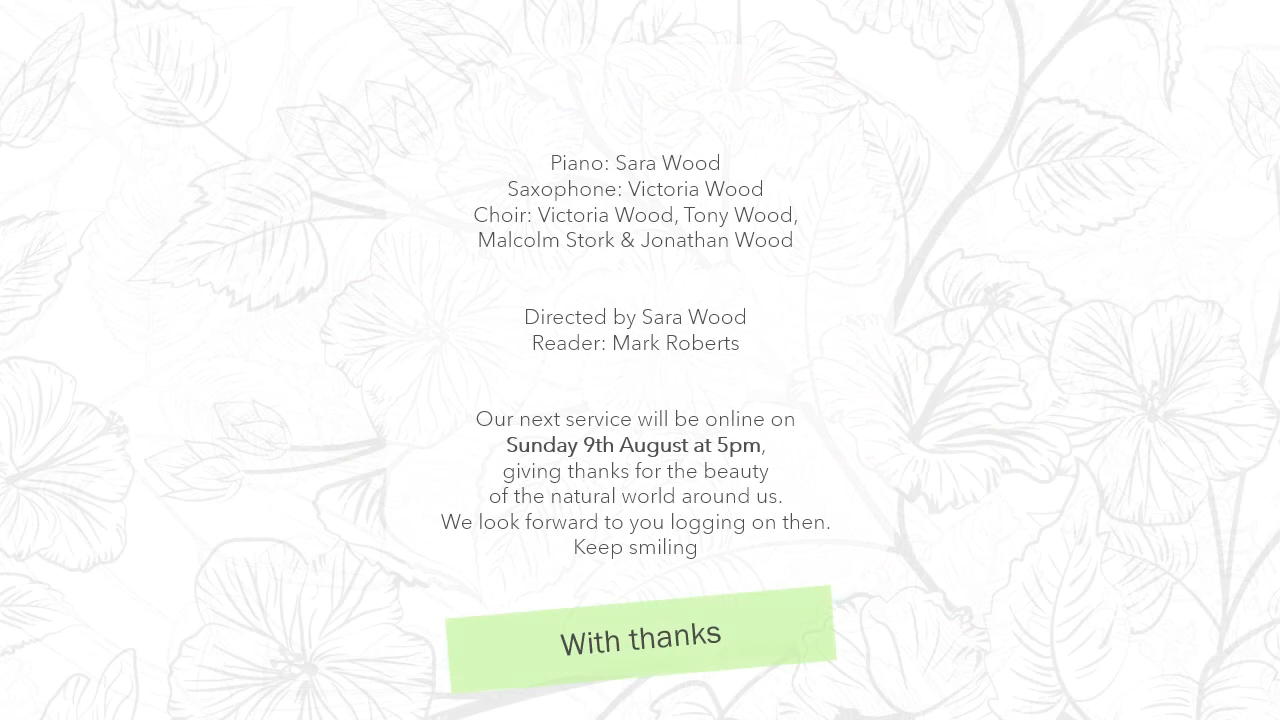 Piano: Sara Wood
Saxophone: Victoria Wood
Choir: Victoria Wood, Tony Wood,
Malcolm Stork & Jonathan Wood
Directed by Sara Wood
Reader: Mark Roberts
Our next service will be online on
Sunday 9th August at 5pm,
giving thanks for the beauty
of the natural world around us.
We look forward to you logging on then.
Keep smiling
With thanks